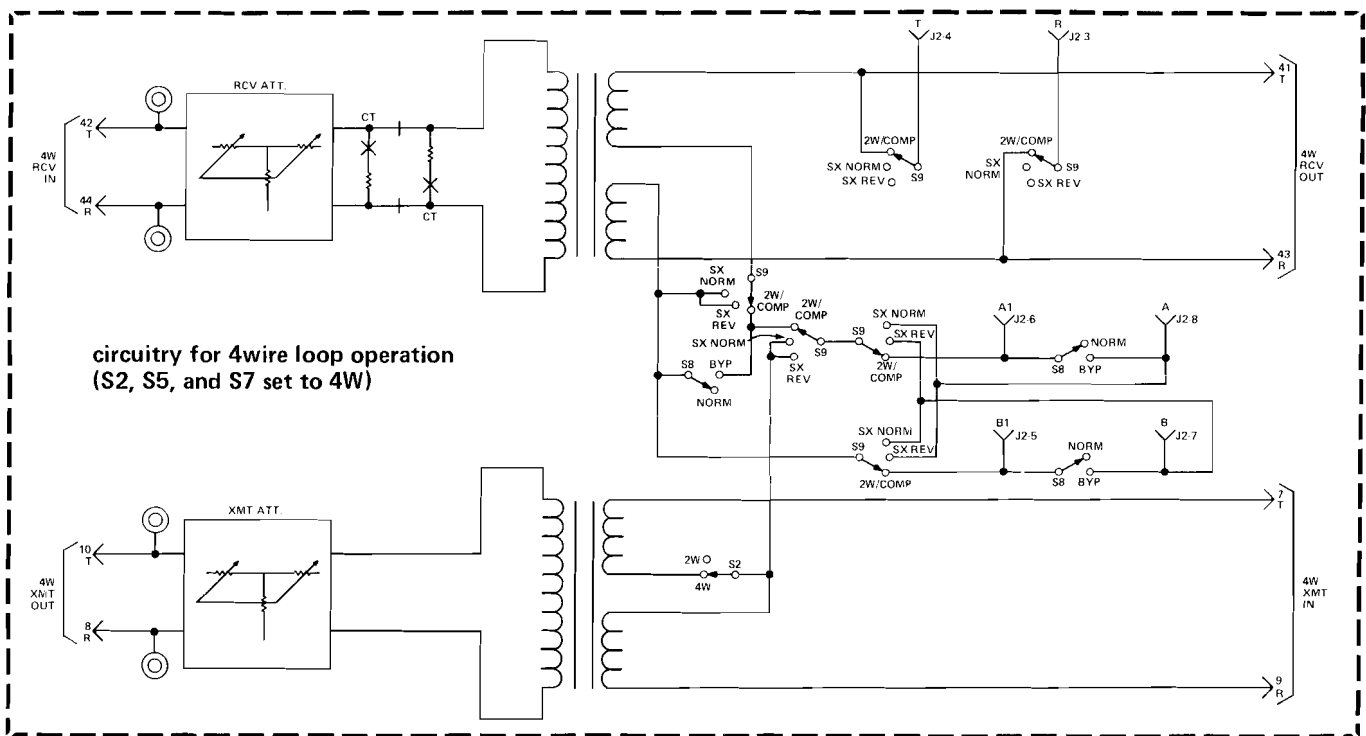 T
J2-4
R
J2-3
RCV ATT.
CT
CT
42
T
4W
RCV
IN
44
R
41
T
4W
RCV
OUT
43
R
2W/COMP
SX NORM
SX REV
S9
2W/COMP
SX
NORM
SX REV
S9
S9
SX
NORM
SX
REV
2W/
COMP
2W/
COMP
SX NORM
SX
REV
S9
S9
SX NORM
SX REV
2W/
COMP
A1
J2-6
A
J2-8
NORM
S8
BYP
circuitry for 4wire loop operation
(S2, S5, and S7 set to 4W)
S8
BYP
NORM
SX NORM
S9
SX REV
2W/COMP
B1
J2-5
B
J2-7
NORM
S8
BYP
XMT ATT.
10
T
4W
XMT
OUT
8
R
2W
S2
4W
7
T
4W
XMT
IN
9
R